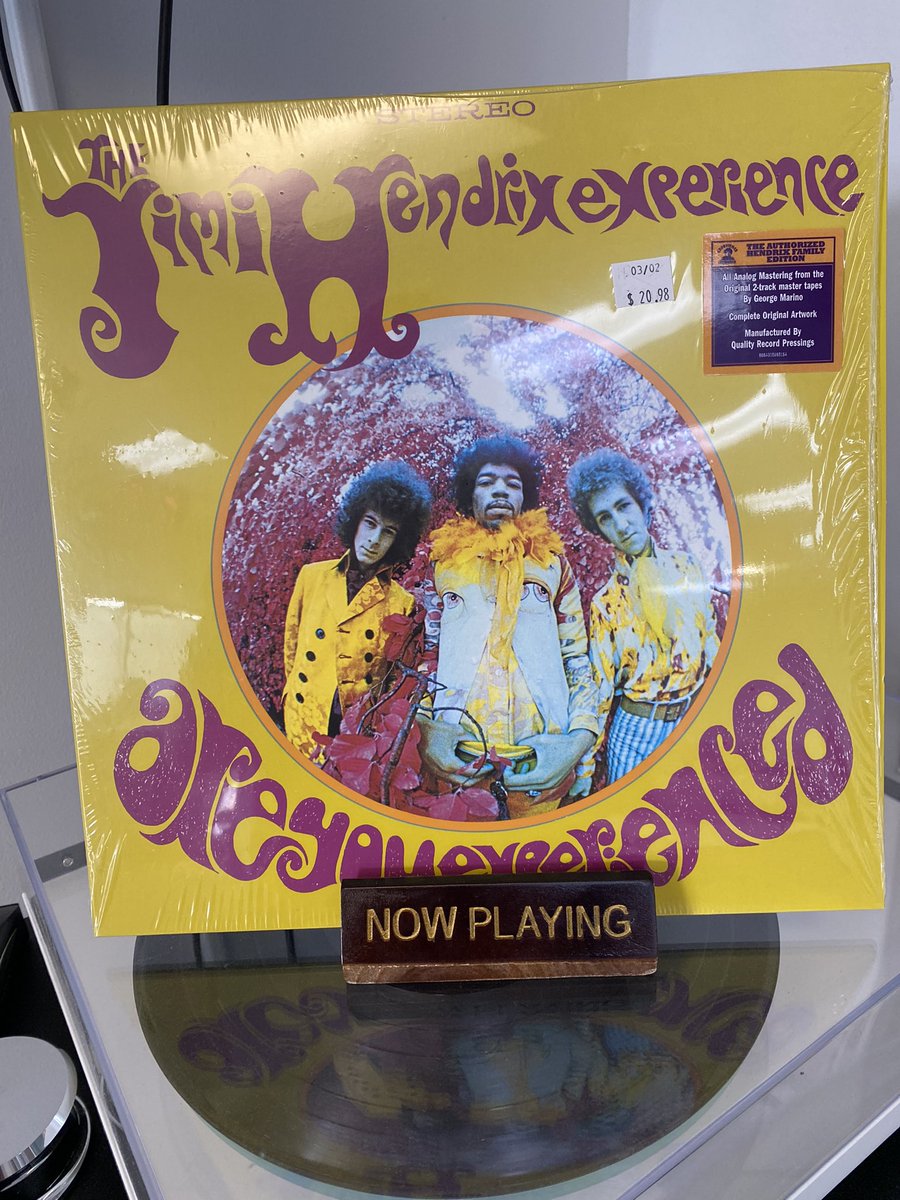 STEREO
THE
Jimi Hendrix experience
03/02
$ 20.98
THE AUTHORIZED
HENDRIX FAMILY
EDITION
All Analog Mastering from the
Original 2-track master tapes
By George Marino
Complete Original Artwork
Manufactured By
Quality Record Pressings
are you experienced
NOW PLAYING